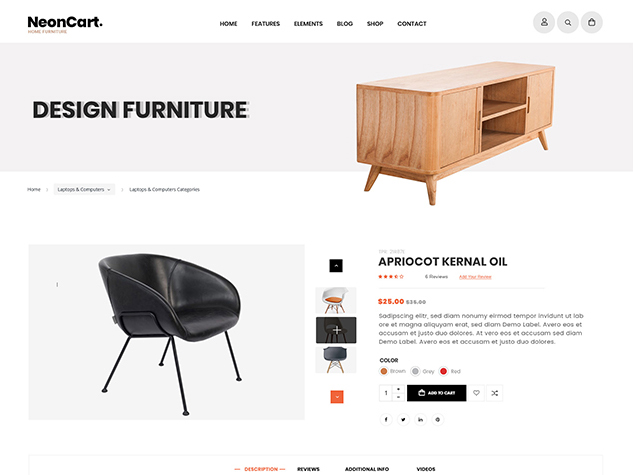 NeonCart.
HOME FURNITURE
HOME FEATURES ELEMENTS BLOG SHOP CONTACT
DESIGN FURNITURE
Home Laptops & Computers Laptops & Computers Categories
APRIOCOT KERNAL OIL
6 Reviews Add Your Review
$25.00 $35.00
Sadipscing elitr, sed diam nonumy eirmod tempor invidunt ut lab
ore et magna aliquyam erat, sed diam Demo Label. Avero eos et
accusam et justo duo dolores. At vero eos et accusam sed diam
Demo Label. Avero eos et accusam et justo duo dolores.
COLOR
Brown Grey Red
1 + - ADD TO CART
DESCRIPTION REVIEWS ADDITIONAL INFO VIDEOS